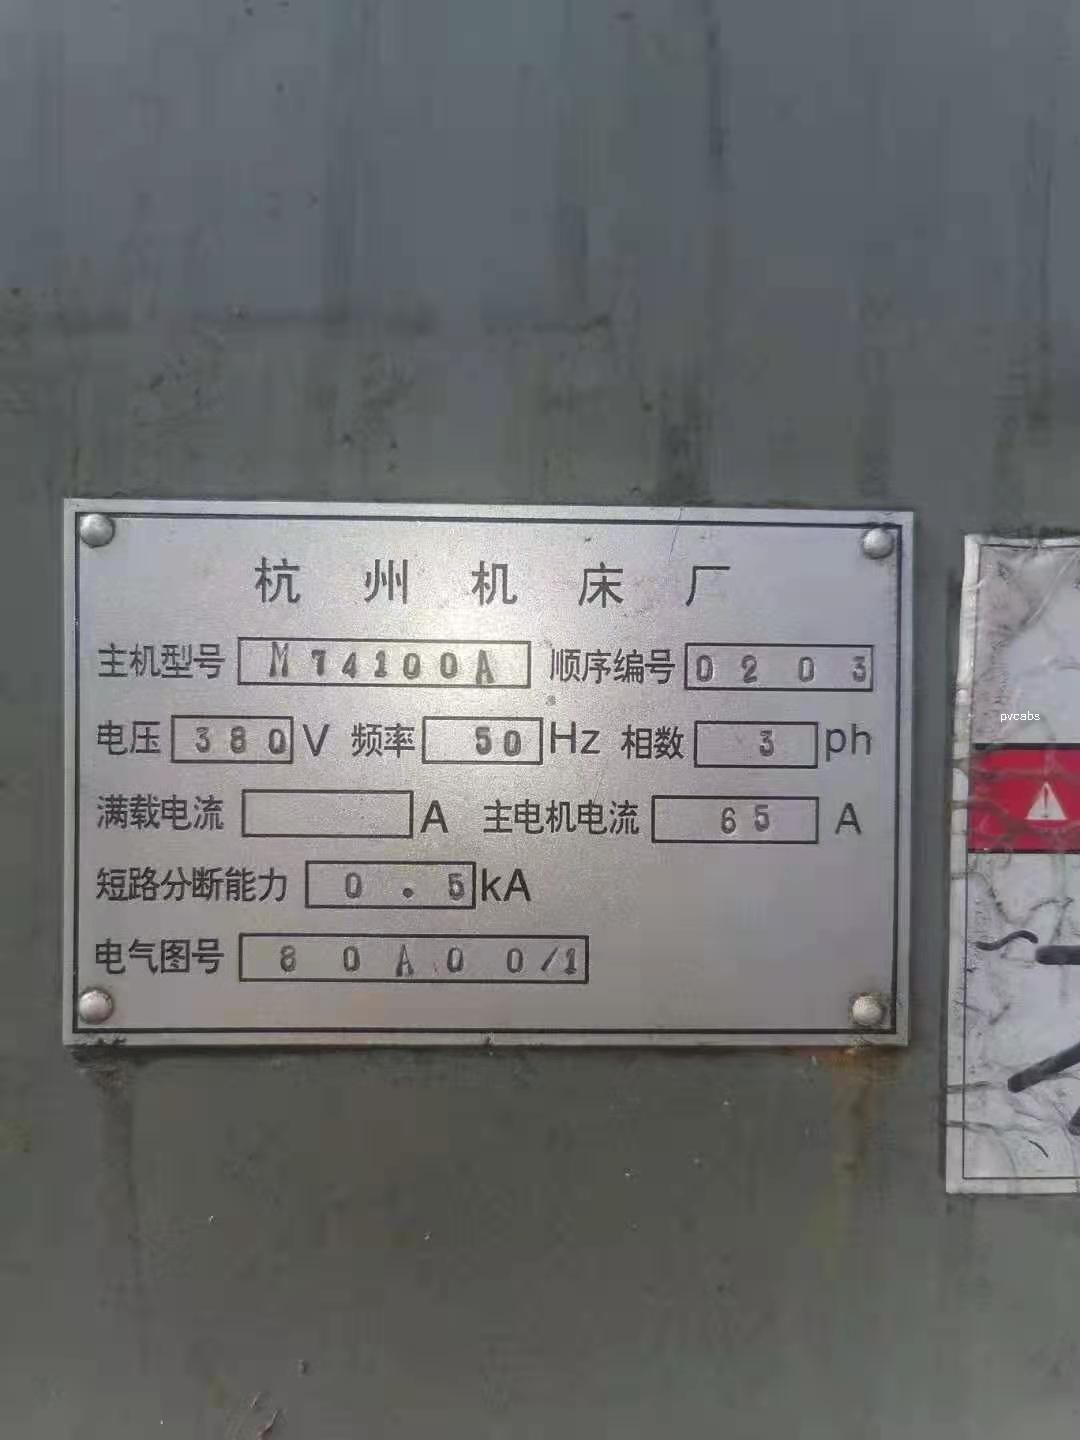 杭州机床厂
主机型号 M74100A 顺序编号 0203
电压 380 V 频率 50 Hz 相数 3 ph
满载电流 A 主电机电流 65 A
短路分断能力 0.5 kA
电气图号 80A00/1
pvcabs